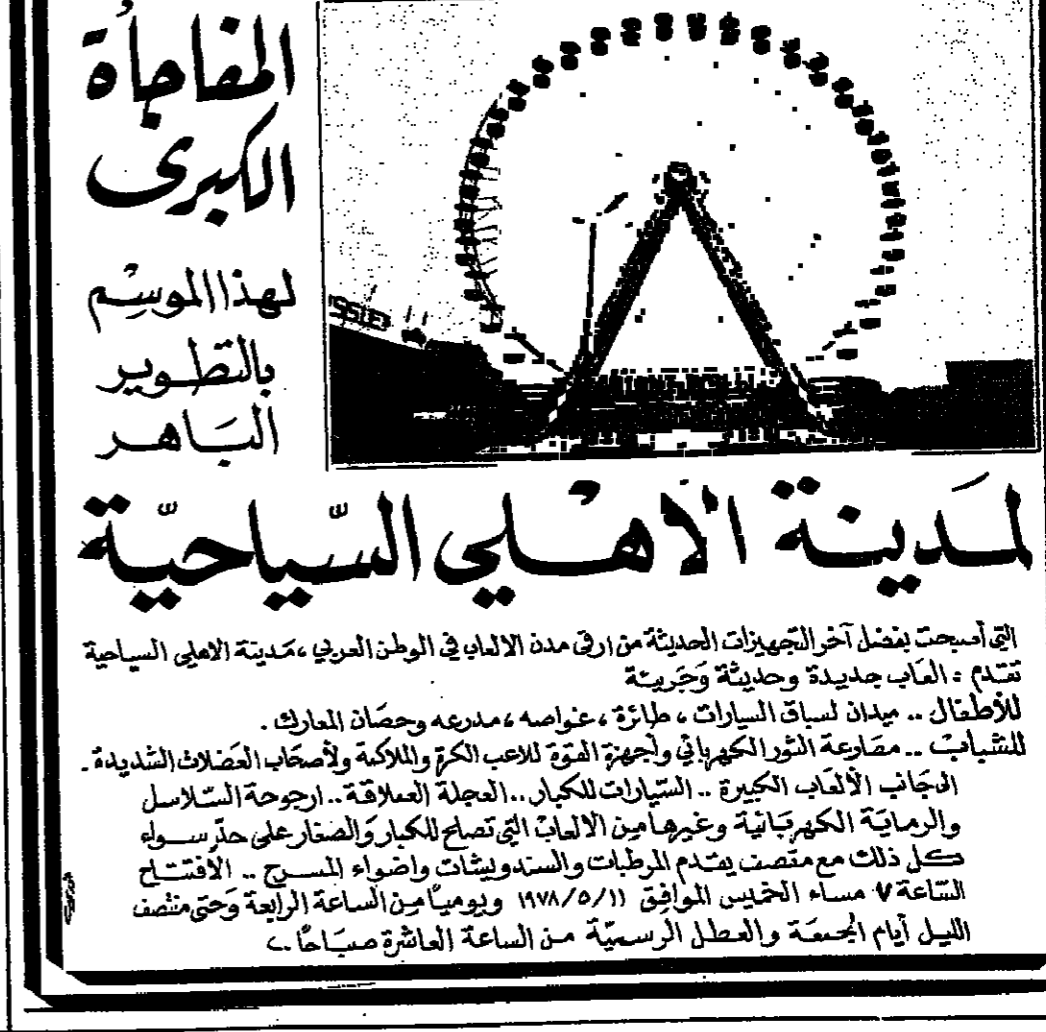 المفاجأة
الكبرى
لهذا الموسم
بالتطوير
الباهر
لمدينة الاهلي السياحية
التي أصبحت بفضل آخر التجهيزات الحديثة من ارقى مدن الالعاب في الوطن العربي ، مدينة الاهلي السياحية
تقدم : العاب جديدة وحديثة وجريئة
للأطفال .. ميدان لسباق السيارات ، طائرة ، غواصه ، مدرعه وحصان المعارك .
للشباب .. مصارعة الثور الكهربائي وأجهزة القوة للاعب الكرة والملاكمة ولأصحاب العضلات الشديدة .
الى جانب الألعاب الكبيرة .. السيارات للكبار .. العجلة العملاقة .. ارجوحة السلاسل
والرماية الكهربائية وغيرها من الالعاب التي تصلح للكبار والصغار على حد سواء
كل ذلك مع مقصف يقدم المرطبات والسندويشات واضواء المسرح .. الافتتاح
الساعة ٧ مساء الخميس الموافق ١٩٧٨/٥/١١ ويومياً من الساعة الرابعة وحتى منتصف
الليل أيام الجمعة والعطل الرسمية من الساعة العاشرة صباحاً ..